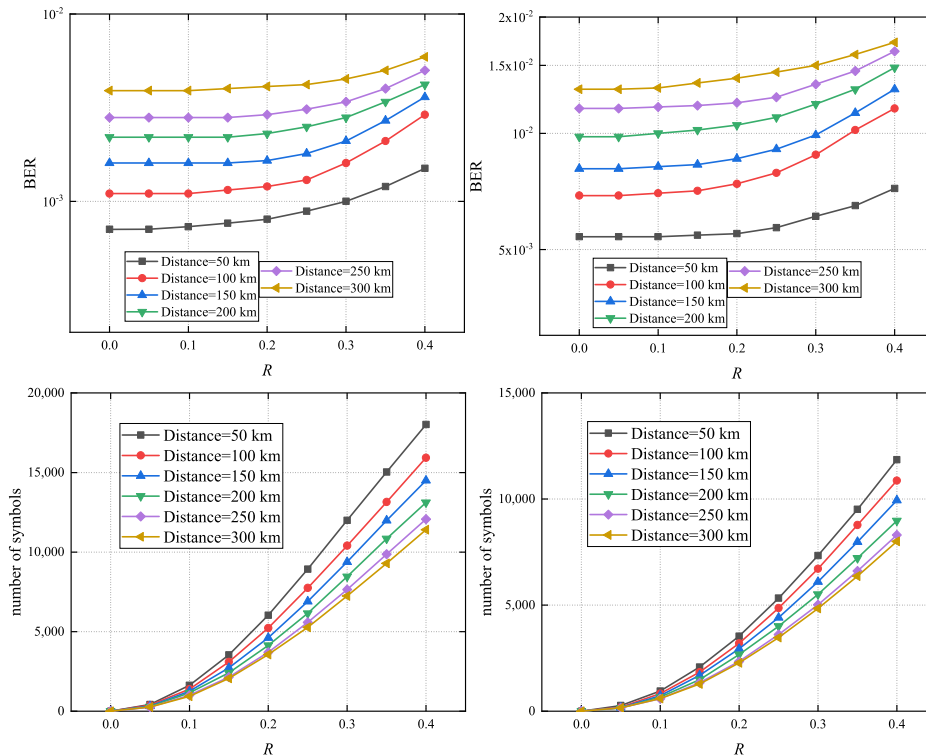 10⁻²
10⁻³
BER
Distance=50 km
Distance=100 km
Distance=150 km
Distance=200 km
Distance=250 km
Distance=300 km
0.0 0.1 0.2 0.3 0.4
R
2×10⁻²
1.5×10⁻²
10⁻²
5×10⁻³
BER
Distance=50 km
Distance=100 km
Distance=150 km
Distance=200 km
Distance=250 km
Distance=300 km
0.0 0.1 0.2 0.3 0.4
R
20,000
15,000
10,000
5,000
0
number of symbols
Distance=50 km
Distance=100 km
Distance=150 km
Distance=200 km
Distance=250 km
Distance=300 km
0.0 0.1 0.2 0.3 0.4
R
15,000
10,000
5,000
0
number of symbols
Distance=50 km
Distance=100 km
Distance=150 km
Distance=200 km
Distance=250 km
Distance=300 km
0.0 0.1 0.2 0.3 0.4
R